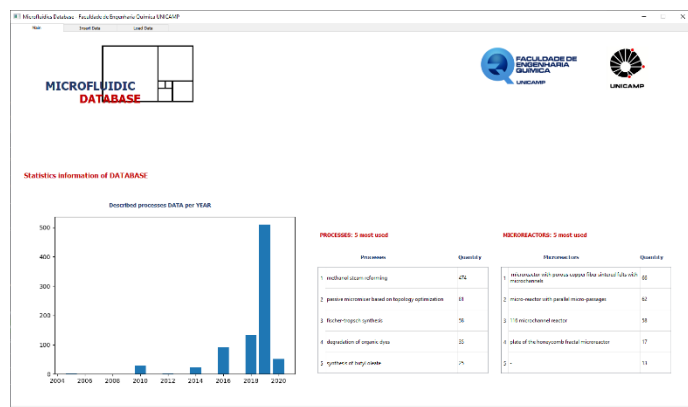 Microfluidics Database - Faculdade de Engenharia Química UNICAMP
Main Insert Data Load Data
MICROFLUIDIC
DATABASE
FACULDADE DE
ENGENHARIA
QUÍMICA
UNICAMP
UNICAMP
Statistics information of DATABASE
Described processes DATA per YEAR
500
400
300
200
100
0
2004 2006 2008 2010 2012 2014 2016 2018 2020
PROCESSES: 5 most used
Processes Quantity
1 methanol steam reforming 474
2 passive micromixer based on topology optimization
3 fischer-tropsch synthesis 56
4 degradation of organic dyes 55
5 synthesis of butyl oleate 25
MICROREACTORS: 5 most used
Microreactors Quantity
1 microreactor with porous copper fiber sintered felts with
microchannels
2 micro-reactor with parallel micro-passages 62
3 110 microchannel reactor 58
4 plate of the honeycomb fractal microreactor 17
5 - 13